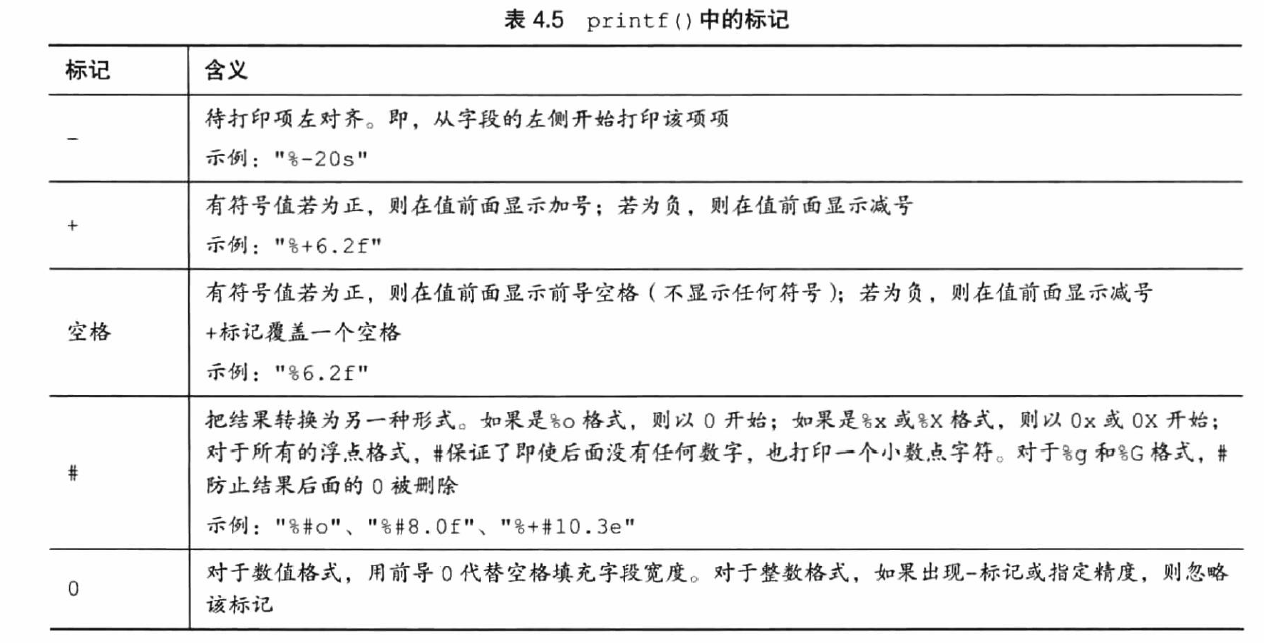 表 4.5 printf()中的标记
标记 含义
- 待打印项左对齐。即，从字段的左侧开始打印该项项
示例："%-20s"
+ 有符号值若为正，则在值前面显示加号；若为负，则在值前面显示减号
示例："%+6.2f"
有符号值若为正，则在值前面显示前导空格（不显示任何符号）；若为负，则在值前面显示减号
空格 +标记覆盖一个空格
示例："%6.2f"
把结果转换为另一种形式。如果是%o格式，则以 0 开始；如果是%x或%X格式，则以 0x 或 0X 开始；
对于所有的浮点格式，#保证了即使后面没有任何数字，也打印一个小数点字符。对于%g和%G格式，#
# 防止结果后面的 0 被删除
示例："%#o"、"%#8.0f"、"%+#10.3e"
0 对于数值格式，用前导 0 代替空格填充字段宽度。对于整数格式，如果出现-标记或指定精度，则忽略
该标记